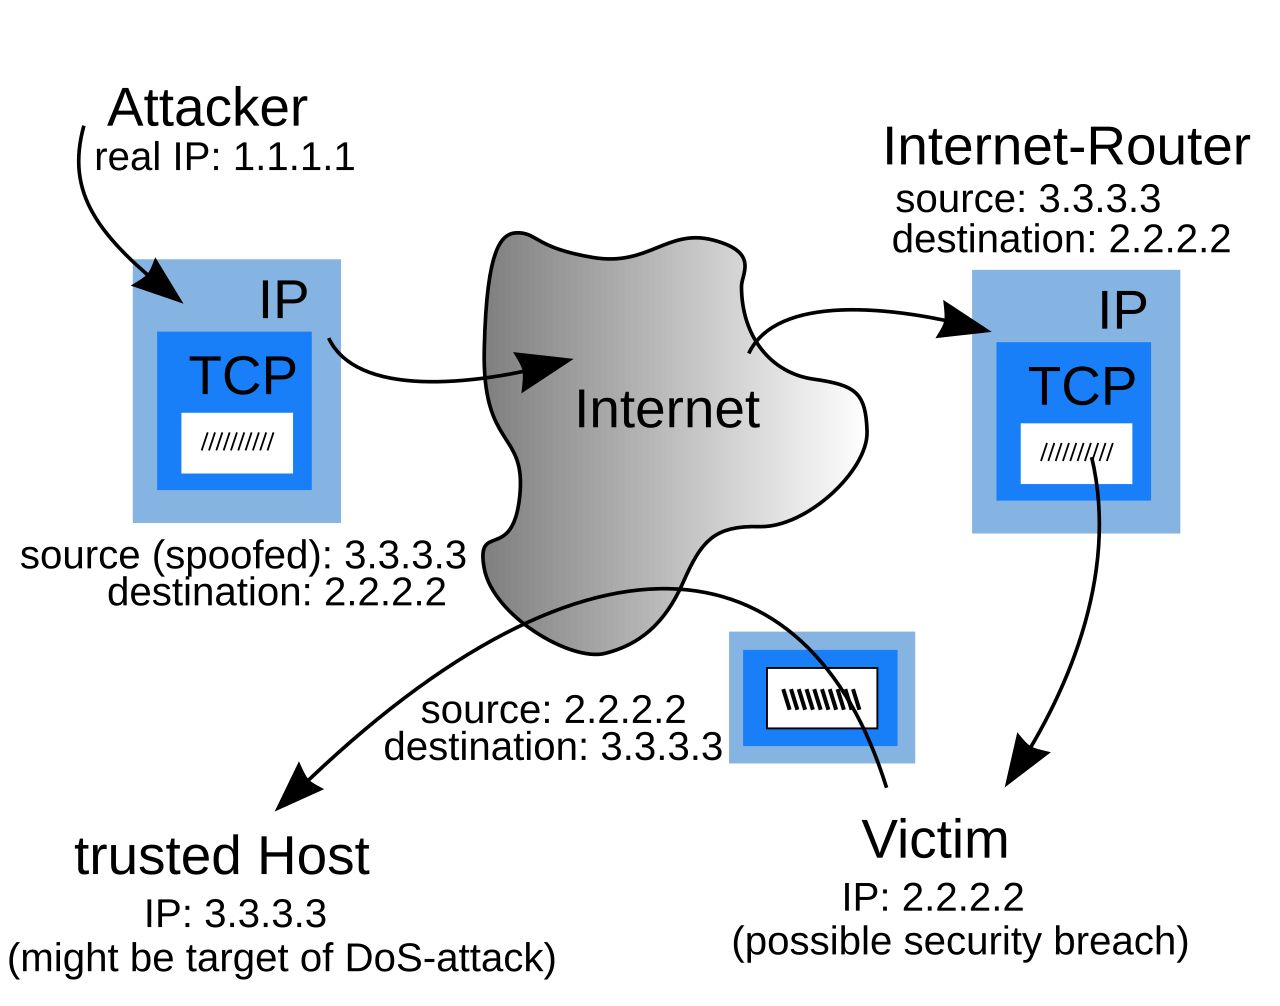 Attacker
real IP: 1.1.1.1
Internet-Router
source: 3.3.3.3
destination: 2.2.2.2
IP
TCP
//////////
Internet
IP
TCP
//////////
source (spoofed): 3.3.3.3
destination: 2.2.2.2
source: 2.2.2.2
destination: 3.3.3.3
\\\\\\\\\\
trusted Host
IP: 3.3.3.3
(might be target of DoS-attack)
Victim
IP: 2.2.2.2
(possible security breach)